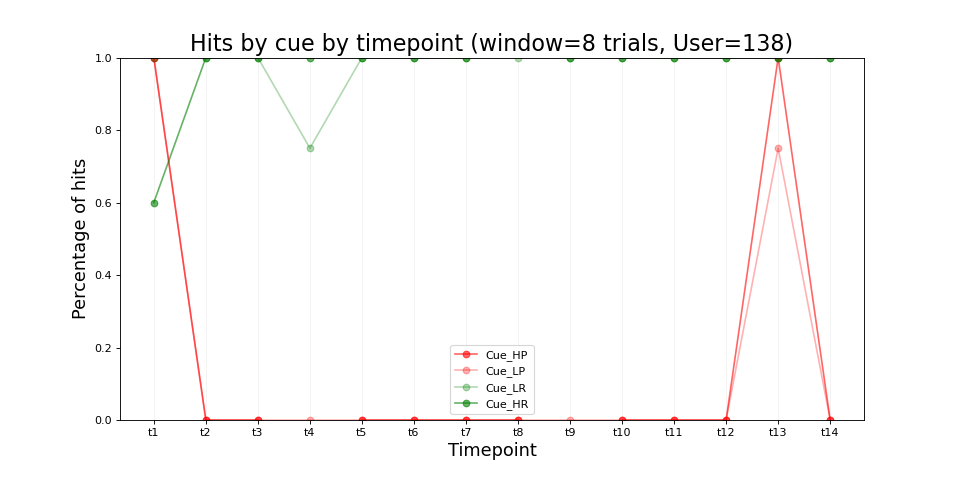 Hits by cue by timepoint (window=8 trials, User=138)
Percentage of hits
1.0
0.8
0.6
0.4
0.2
0.0
Cue_HP
Cue_LP
Cue_LR
Cue_HR
t1 t2 t3 t4 t5 t6 t7 t8 t9 t10 t11 t12 t13 t14
Timepoint